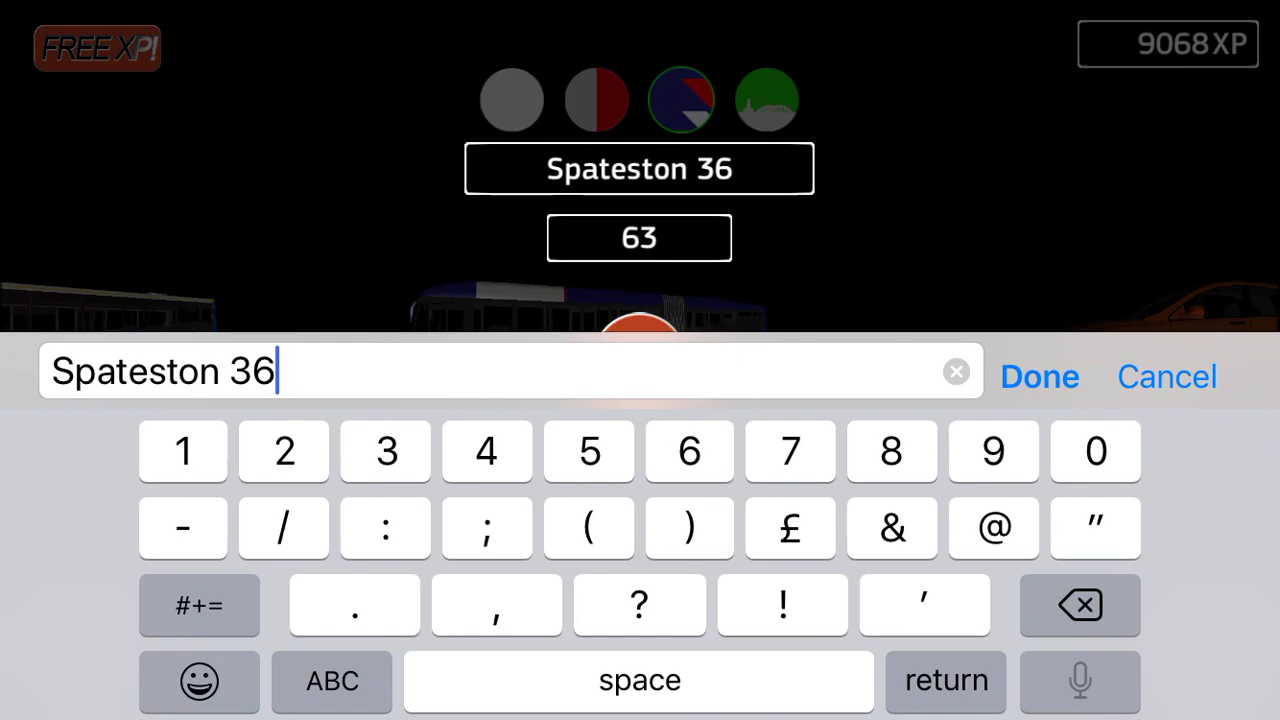 FREE XP!
9068 XP
Spateston 36
63
Spateston 36
Done
Cancel
1 2 3 4 5 6 7 8 9 0
- / : ; ( ) £ & @ "
#+= . , ? ! '
ABC space return